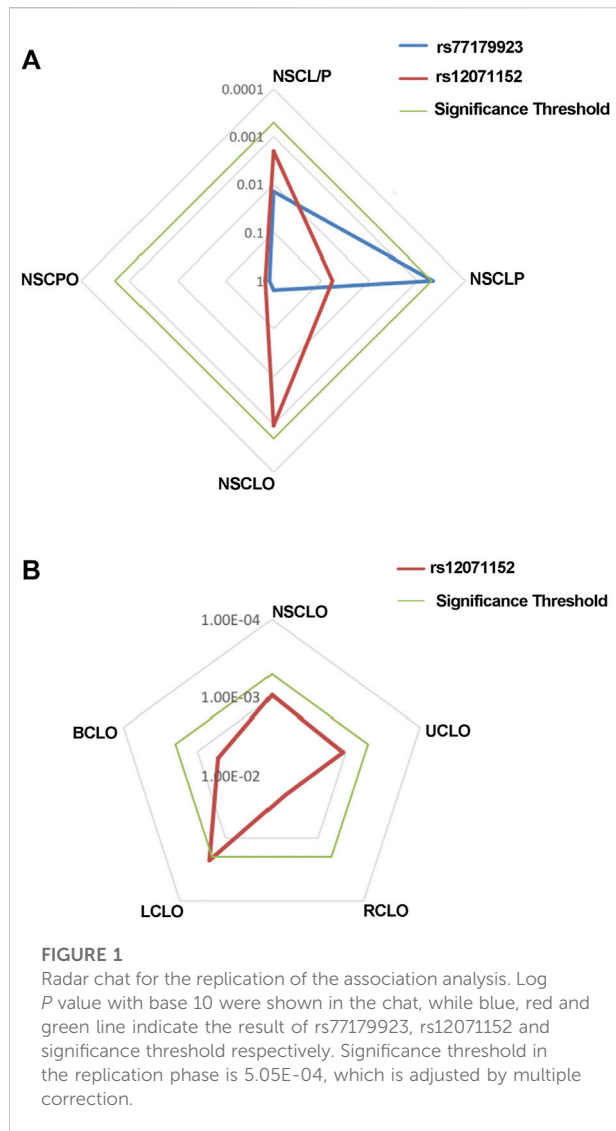 A
rs77179923
rs12071152
Significance Threshold
NSCL/P
0.0001
0.001
0.01
0.1
1
NSCPO
NSCLP
NSCLO
B
rs12071152
Significance Threshold
NSCLO
1.00E-04
1.00E-03
1.00E-02
BCLO
UCLO
LCLO
RCLO
FIGURE 1
Radar chat for the replication of the association analysis. Log
P value with base 10 were shown in the chat, while blue, red and
green line indicate the result of rs77179923, rs12071152 and
significance threshold respectively. Significance threshold in
the replication phase is 5.05E-04, which is adjusted by multiple
correction.